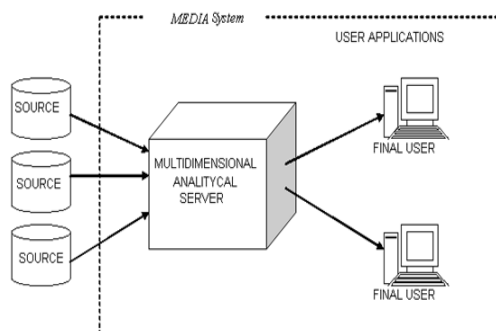 MEDIA System
USER APPLICATIONS
SOURCE
SOURCE
SOURCE
MULTIDIMENSIONAL
ANALITYCAL
SERVER
FINAL USER
FINAL USER